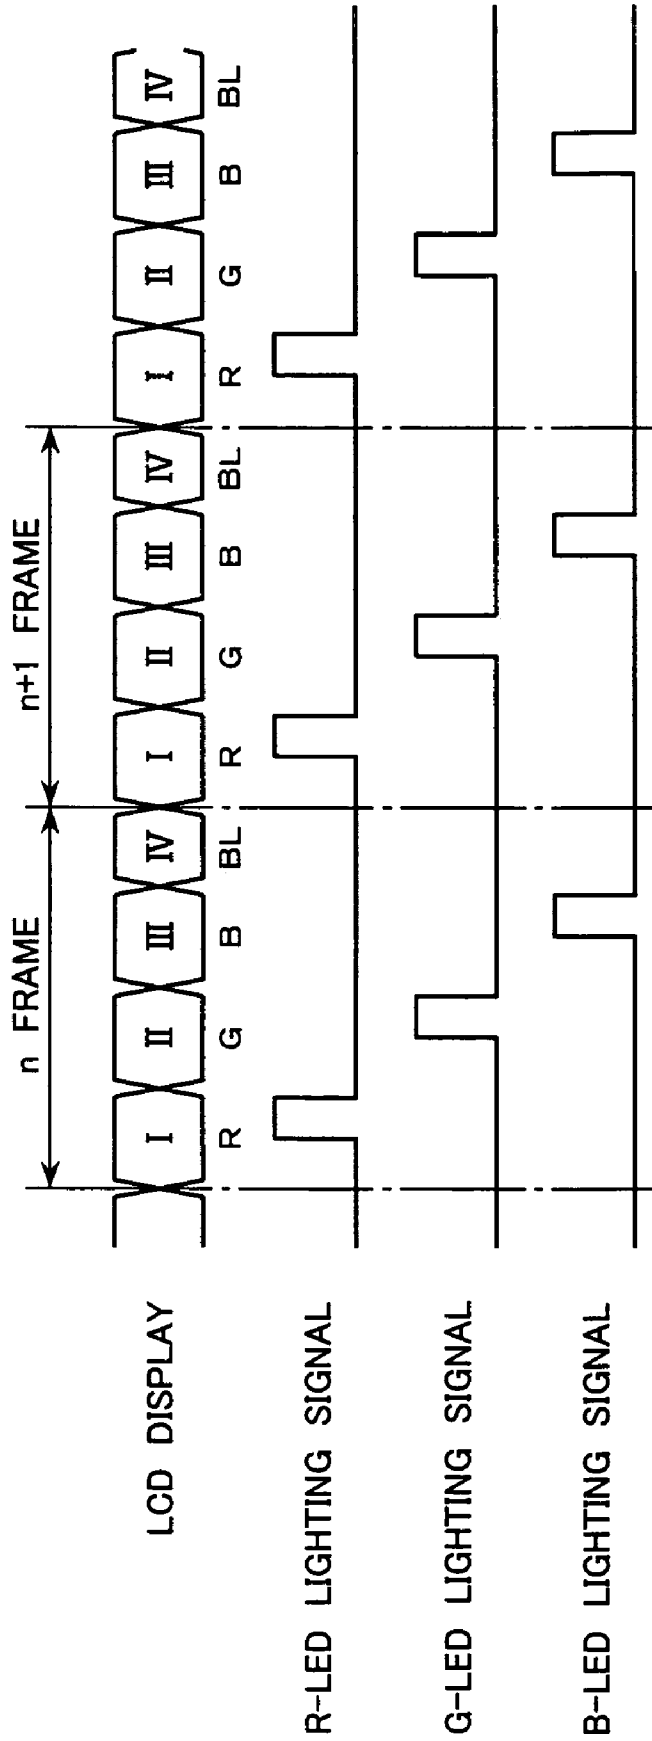 n FRAME
n+1 FRAME
LCD DISPLAY
I II III IV I II III IV I II III IV
R G B BL R G B BL R G B BL
R-LED LIGHTING SIGNAL
G-LED LIGHTING SIGNAL
B-LED LIGHTING SIGNAL